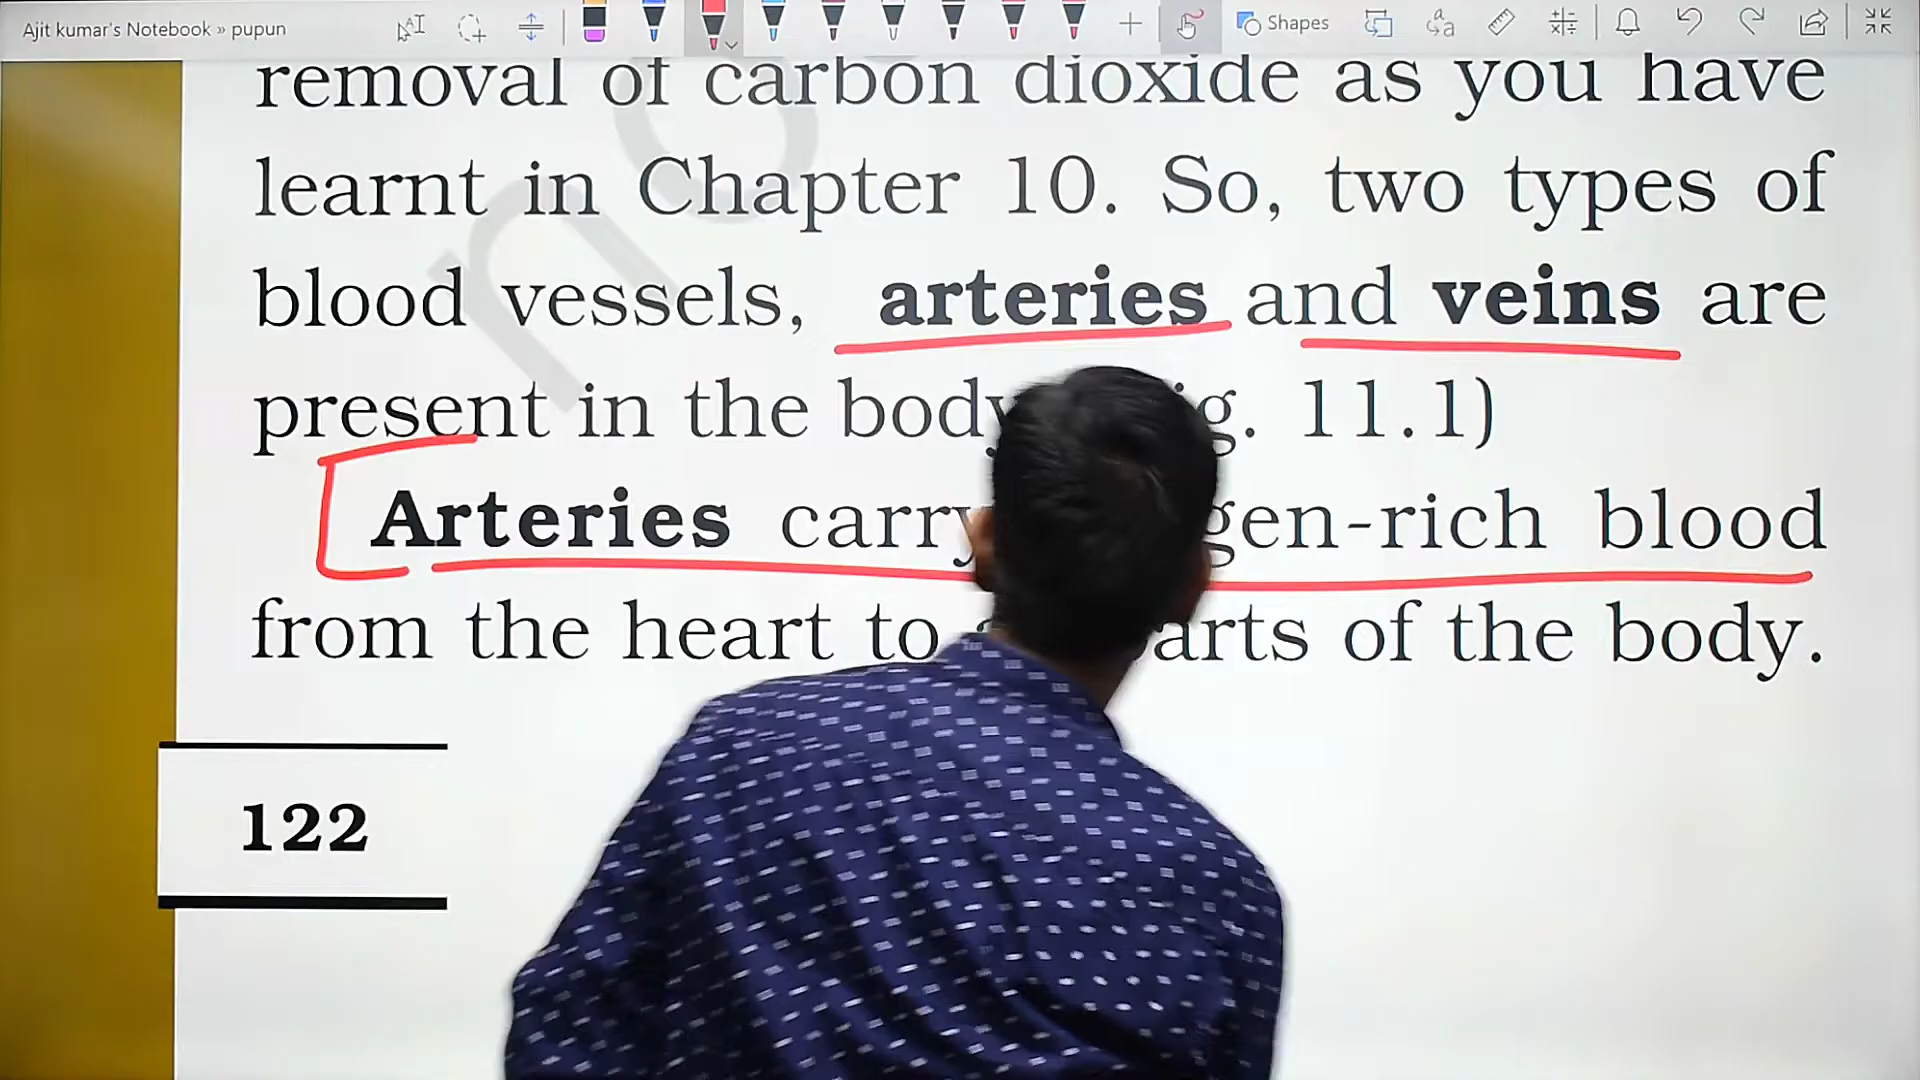 Ajit kumar's Notebook » pupun
Shapes
removal of carbon dioxide as you have
learnt in Chapter 10. So, two types of
blood vessels, arteries and veins are
present in the body 11.1)
Arteries carry gen-rich blood
from the heart to arts of the body.
122